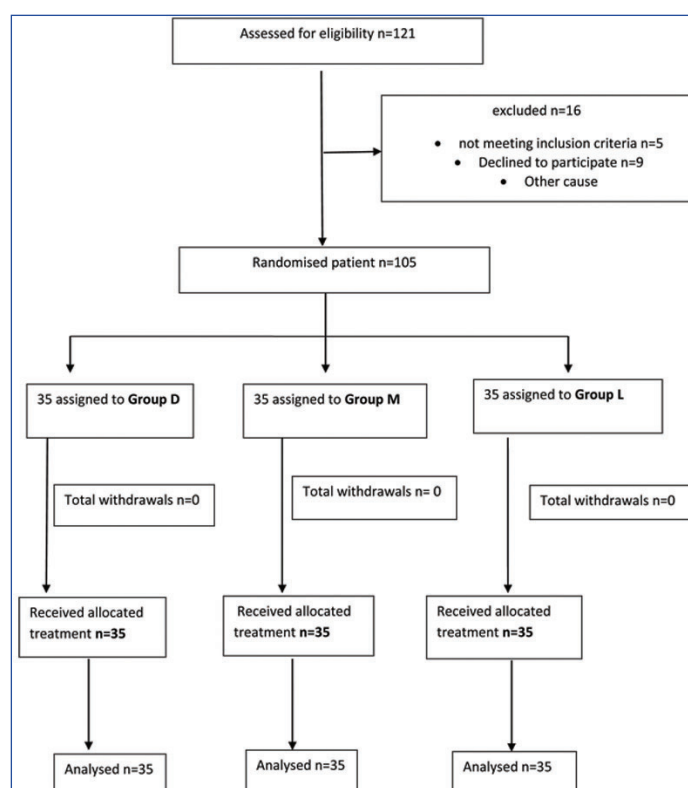 Assessed for eligibility n=121
excluded n=16
• not meeting inclusion criteria n=5
• Declined to participate n=9
• Other cause
Randomised patient n=105
35 assigned to Group D
35 assigned to Group M
35 assigned to Group L
Total withdrawals n=0
Total withdrawals n= 0
Total withdrawals n=0
Received allocated
treatment n=35
Received allocated
treatment n=35
Received allocated
treatment n=35
Analysed n=35
Analysed n=35
Analysed n=35